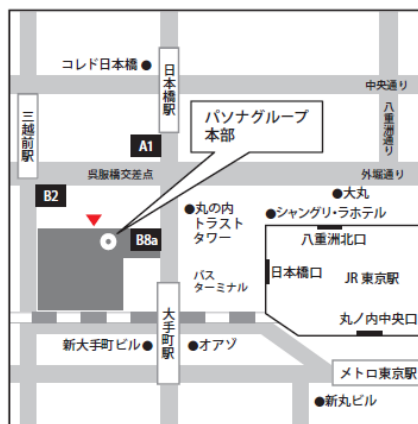 コレド日本橋
日本橋駅
中央通り
八重洲通り
三越前駅
パソナグループ
本部
A1
呉服橋交差点
外堀通り
B2
大丸
丸の内
トラスト
タワー
シャングリ・ラホテル
八重洲北口
B8a
日本橋口
JR 東京駅
バス
ターミナル
大手町駅
丸ノ内中央口
新大手町ビル
オアゾ
メトロ東京駅
新丸ビル